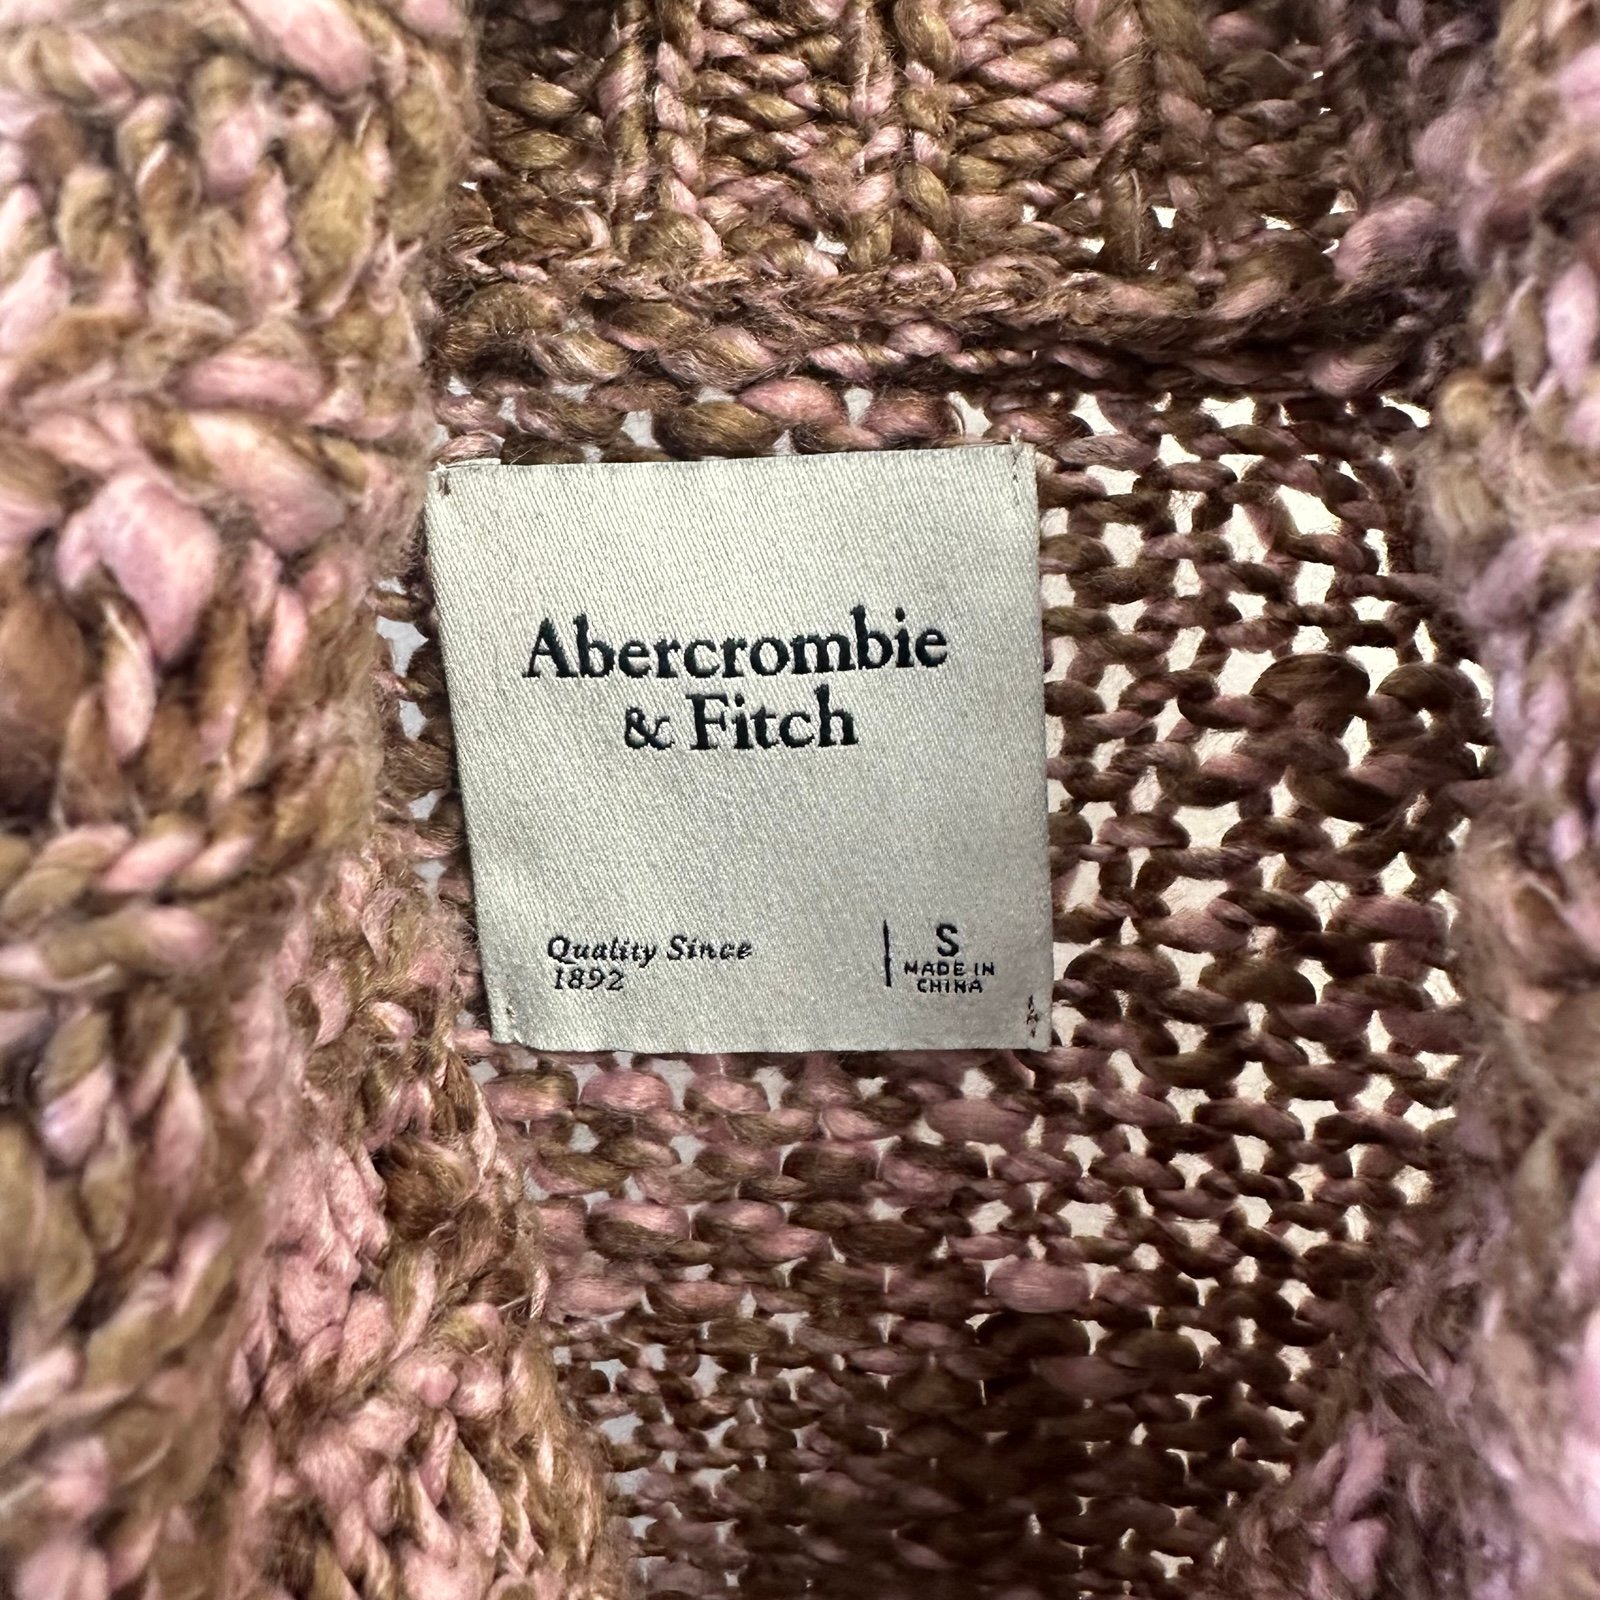 Abercrombie
& Fitch
Quality Since
1892
S
MADE IN
CHINA